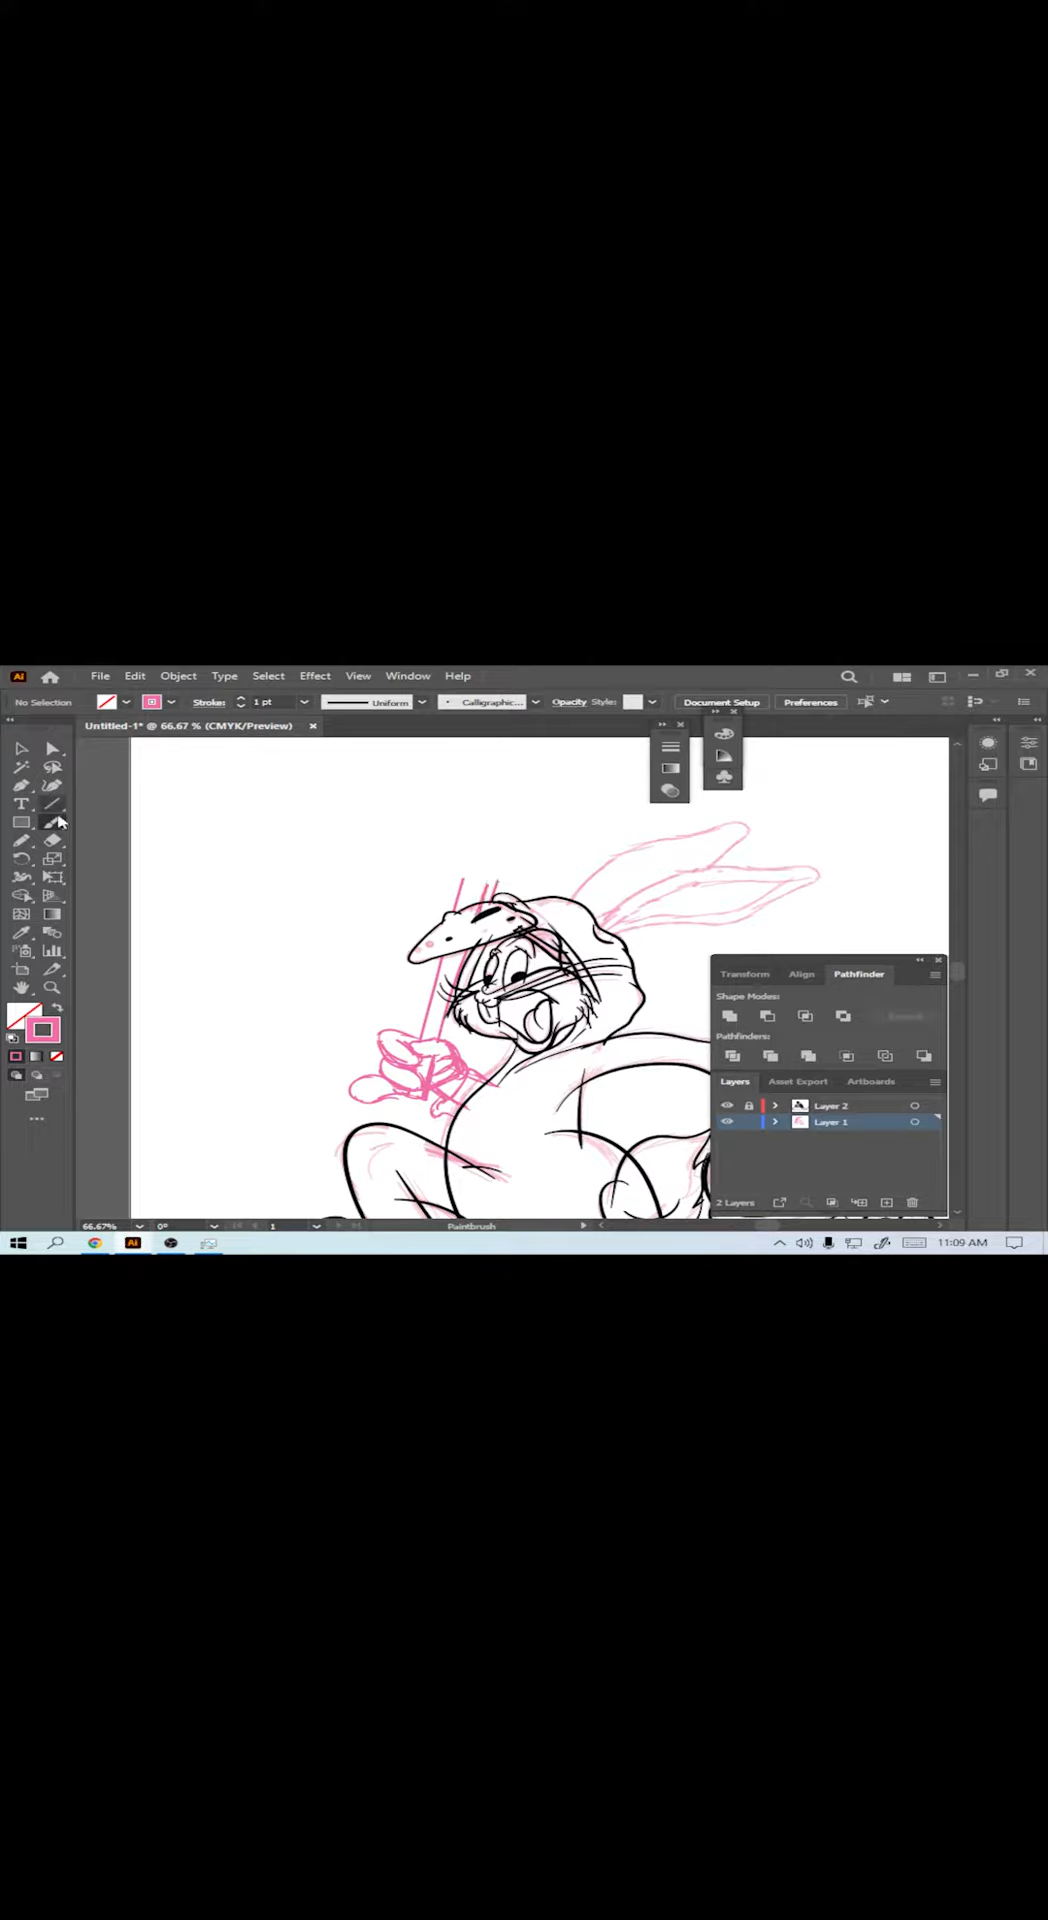 Ai File Edit Object Type Select Effect View Window Help
No Selection Stroke: 1 pt Uniform Calligraphic... Opacity Style: Document Setup Preferences
Untitled-1* @ 66.67 % (CMYK/Preview)
Transform Align Pathfinder
Shape Modes:
Pathfinders:
Layers Asset Export Artboards
Layer 2
Layer 1
2 Layers
66.67% 0° 1 Paintbrush
Ai 11:09 AM